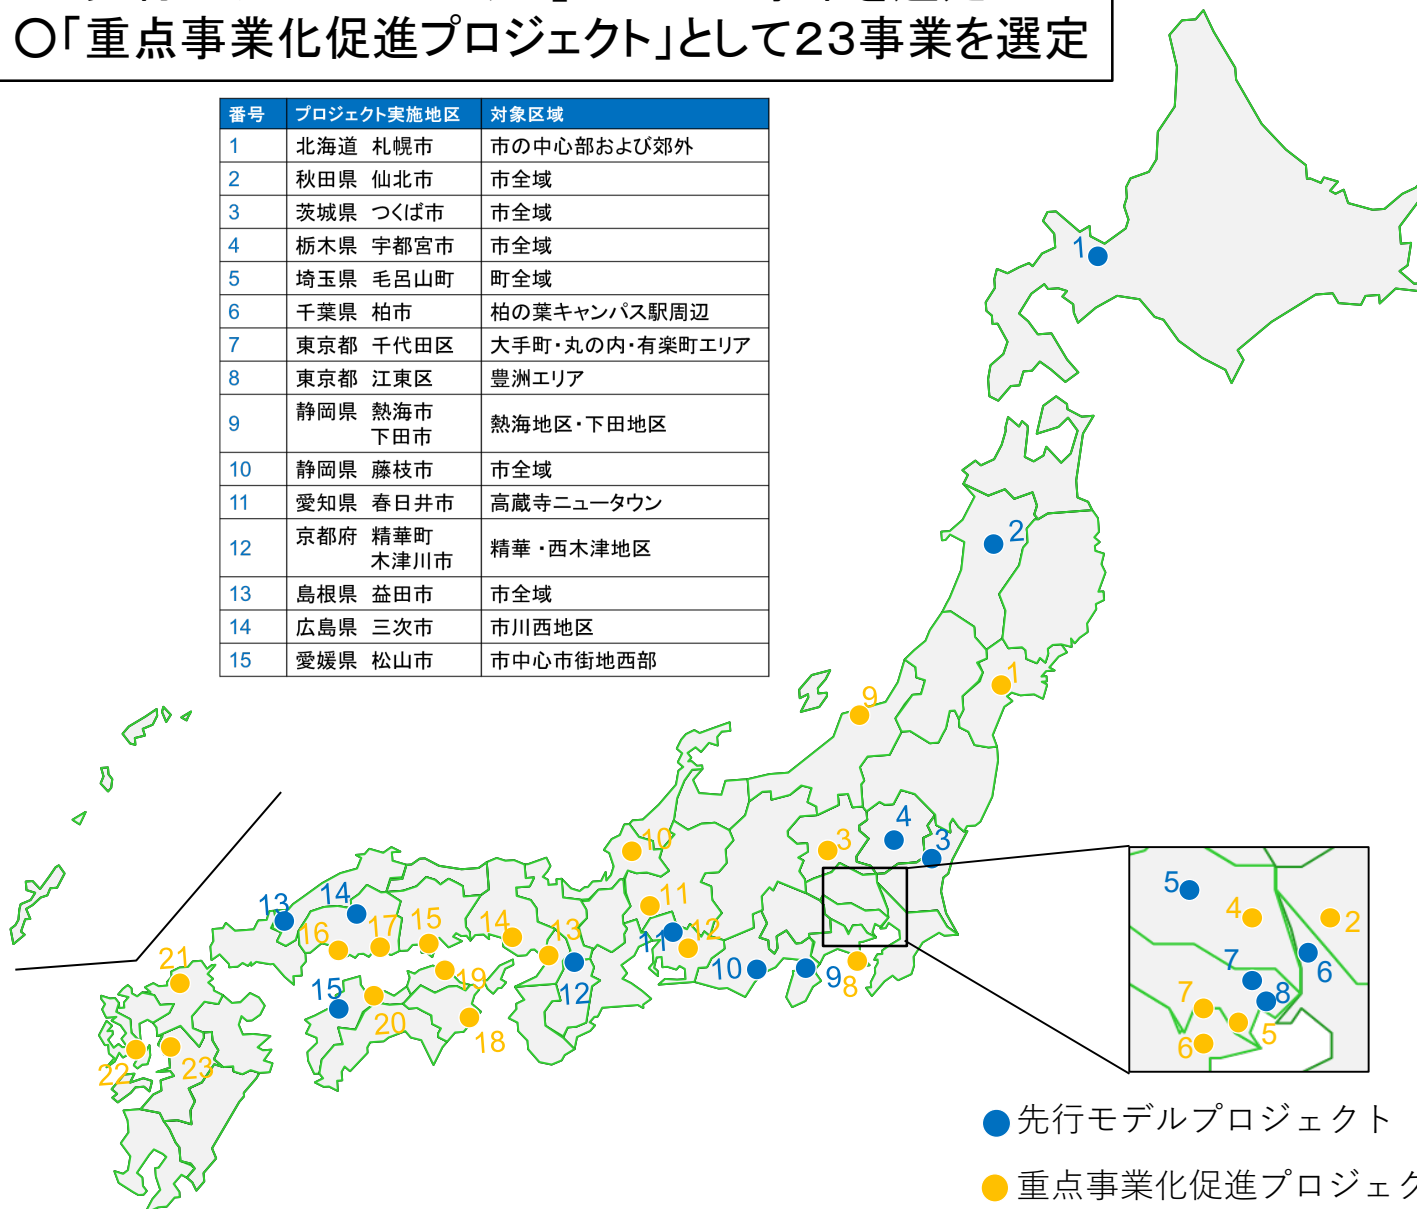 ○「重点事業化促進プロジェクト」として23事業を選定
番号 プロジェクト実施地区 対象区域
1 北海道 札幌市 市の中心部および郊外
2 秋田県 仙北市 市全域
3 茨城県 つくば市 市全域
4 栃木県 宇都宮市 市全域
5 埼玉県 毛呂山町 町全域
6 千葉県 柏市 柏の葉キャンパス駅周辺
7 東京都 千代田区 大手町・丸の内・有楽町エリア
8 東京都 江東区 豊洲エリア
9 静岡県 熱海市 熱海地区・下田地区
下田市
10 静岡県 藤枝市 市全域
11 愛知県 春日井市 高蔵寺ニュータウン
12 京都府 精華町 精華・西木津地区
木津川市
13 島根県 益田市 市全域
14 広島県 三次市 市川西地区
15 愛媛県 松山市 市中心市街地西部
1
2
1
9
4
3
3
10
11
14
13
17
15
14
13
16
11
12
10
9
8
12
21
19
15
20
18
22
23
5
4
2
7
6
7
8
5
6
先行モデルプロジェクト
重点事業化促進プロジェク